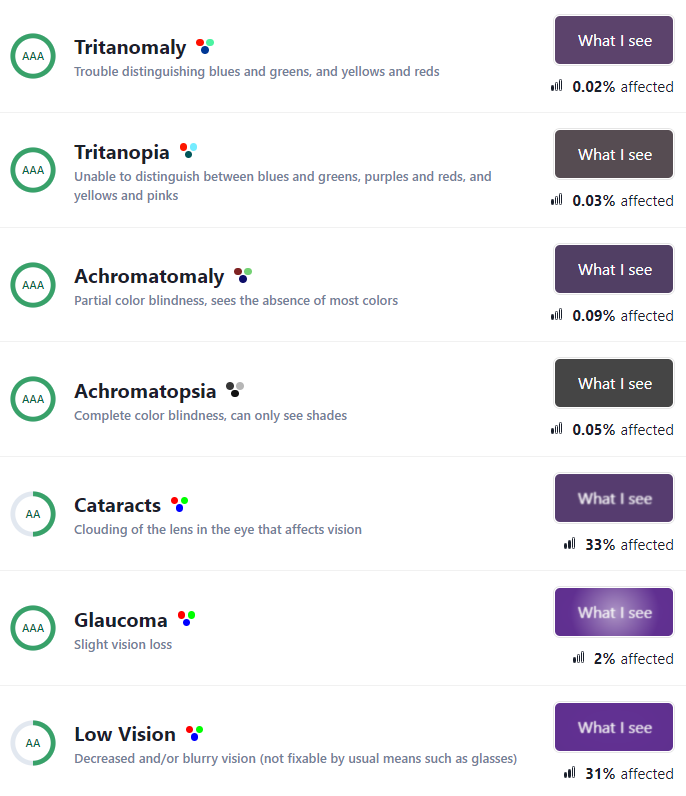 AAA
Tritanomaly
Trouble distinguishing blues and greens, and yellows and reds
What I see
0.02% affected
AAA
Tritanopia
Unable to distinguish between blues and greens, purples and reds, and
yellows and pinks
What I see
0.03% affected
AAA
Achromatomaly
Partial color blindness, sees the absence of most colors
What I see
0.09% affected
AAA
Achromatopsia
Complete color blindness, can only see shades
What I see
0.05% affected
AA
Cataracts
Clouding of the lens in the eye that affects vision
What I see
33% affected
AAA
Glaucoma
Slight vision loss
What I see
2% affected
AA
Low Vision
Decreased and/or blurry vision (not fixable by usual means such as glasses)
What I see
31% affected